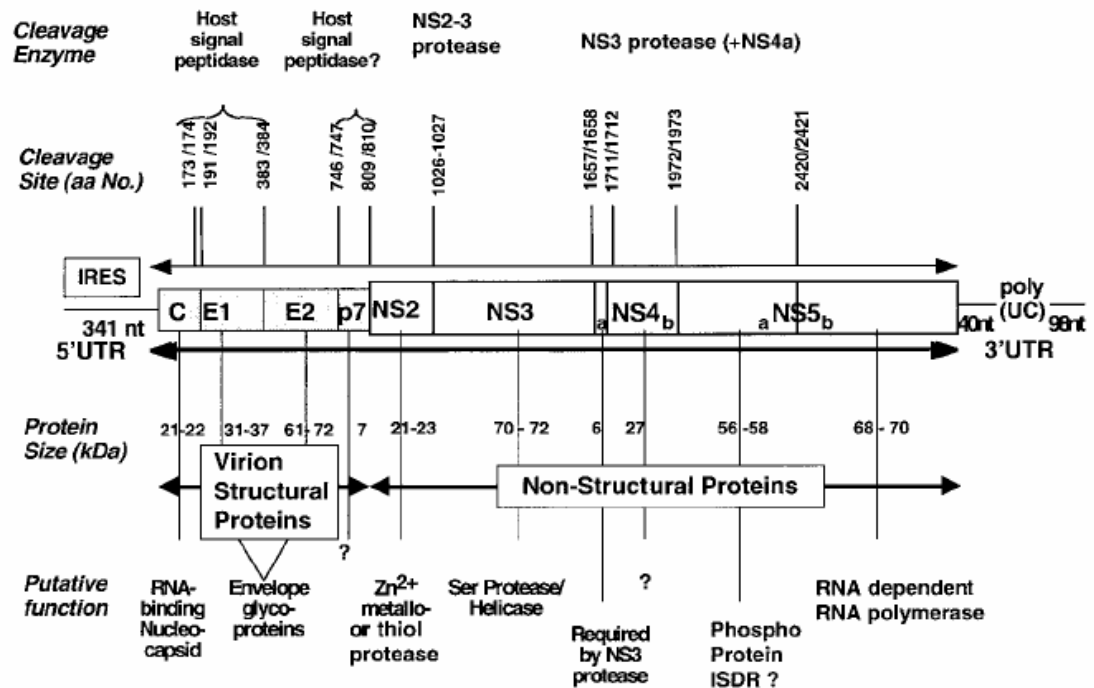 Cleavage
Enzyme
Host
signal
peptidase
Host
signal
peptidase?
NS2-3
protease
NS3 protease (+NS4a)
Cleavage
Site (aa No.)
173 /174
191 /192
383 /384
746 /747
809 /810
1026-1027
1657/1658
1711/1712
1972/1973
2420/2421
IRES
C E1 E2 p7 NS2 NS3 a NS4 b a NS5 b
poly
(UC)
341 nt
40nt
98nt
5'UTR
3'UTR
Protein
Size (kDa)
21-22 31-37 61-72 7 21-23 70-72 6 27 56-58 68-70
Virion
Structural
Proteins
Non-Structural Proteins
?
Putative
function
RNA-
binding
Nucleo-
capsid
Envelope
glyco-
proteins
Zn2+
metallo-
or thiol
protease
Ser Protease/
Helicase
Required
by NS3
protease
?
Phospho
Protein
ISDR ?
RNA dependent
RNA polymerase